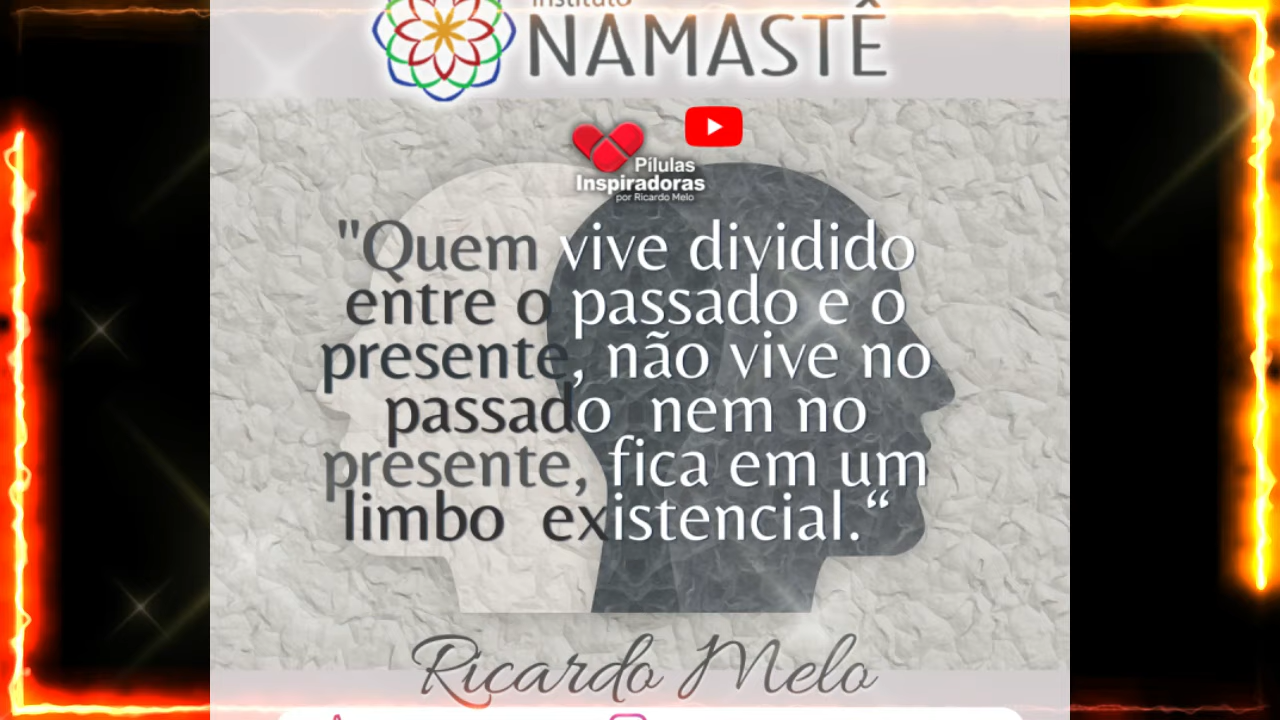 Instituto
NAMASTÊ
Pílulas
Inspiradoras
por Ricardo Melo
"Quem vive dividido
entre o passado e o
presente, não vive no
passado nem no
presente, fica em um
limbo existencial.“
Ricardo Melo